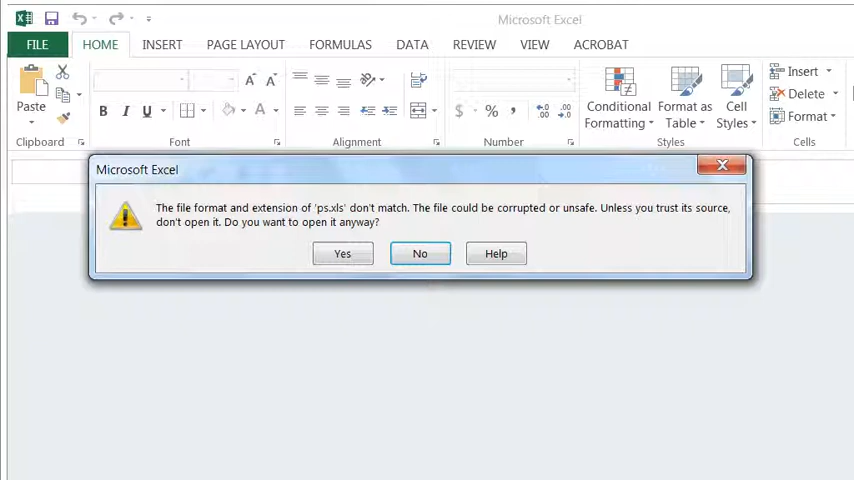 Microsoft Excel
FILE HOME INSERT PAGE LAYOUT FORMULAS DATA REVIEW VIEW ACROBAT
Paste
B I U A A A $ % , .00 .0
Conditional Formatting
Format as Table
Cell Styles
Insert
Delete
Format
Clipboard Font Alignment Number Styles Cells
Microsoft Excel
The file format and extension of 'ps.xls' don't match. The file could be corrupted or unsafe. Unless you trust its source,
don't open it. Do you want to open it anyway?
Yes No Help